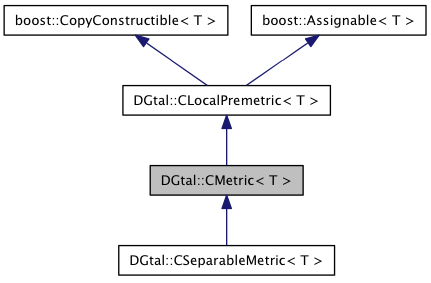 boost::CopyConstructible< T >
boost::Assignable< T >
DGtal::CLocalPremetric< T >
DGtal::CMetric< T >
DGtal::CSeparableMetric< T >